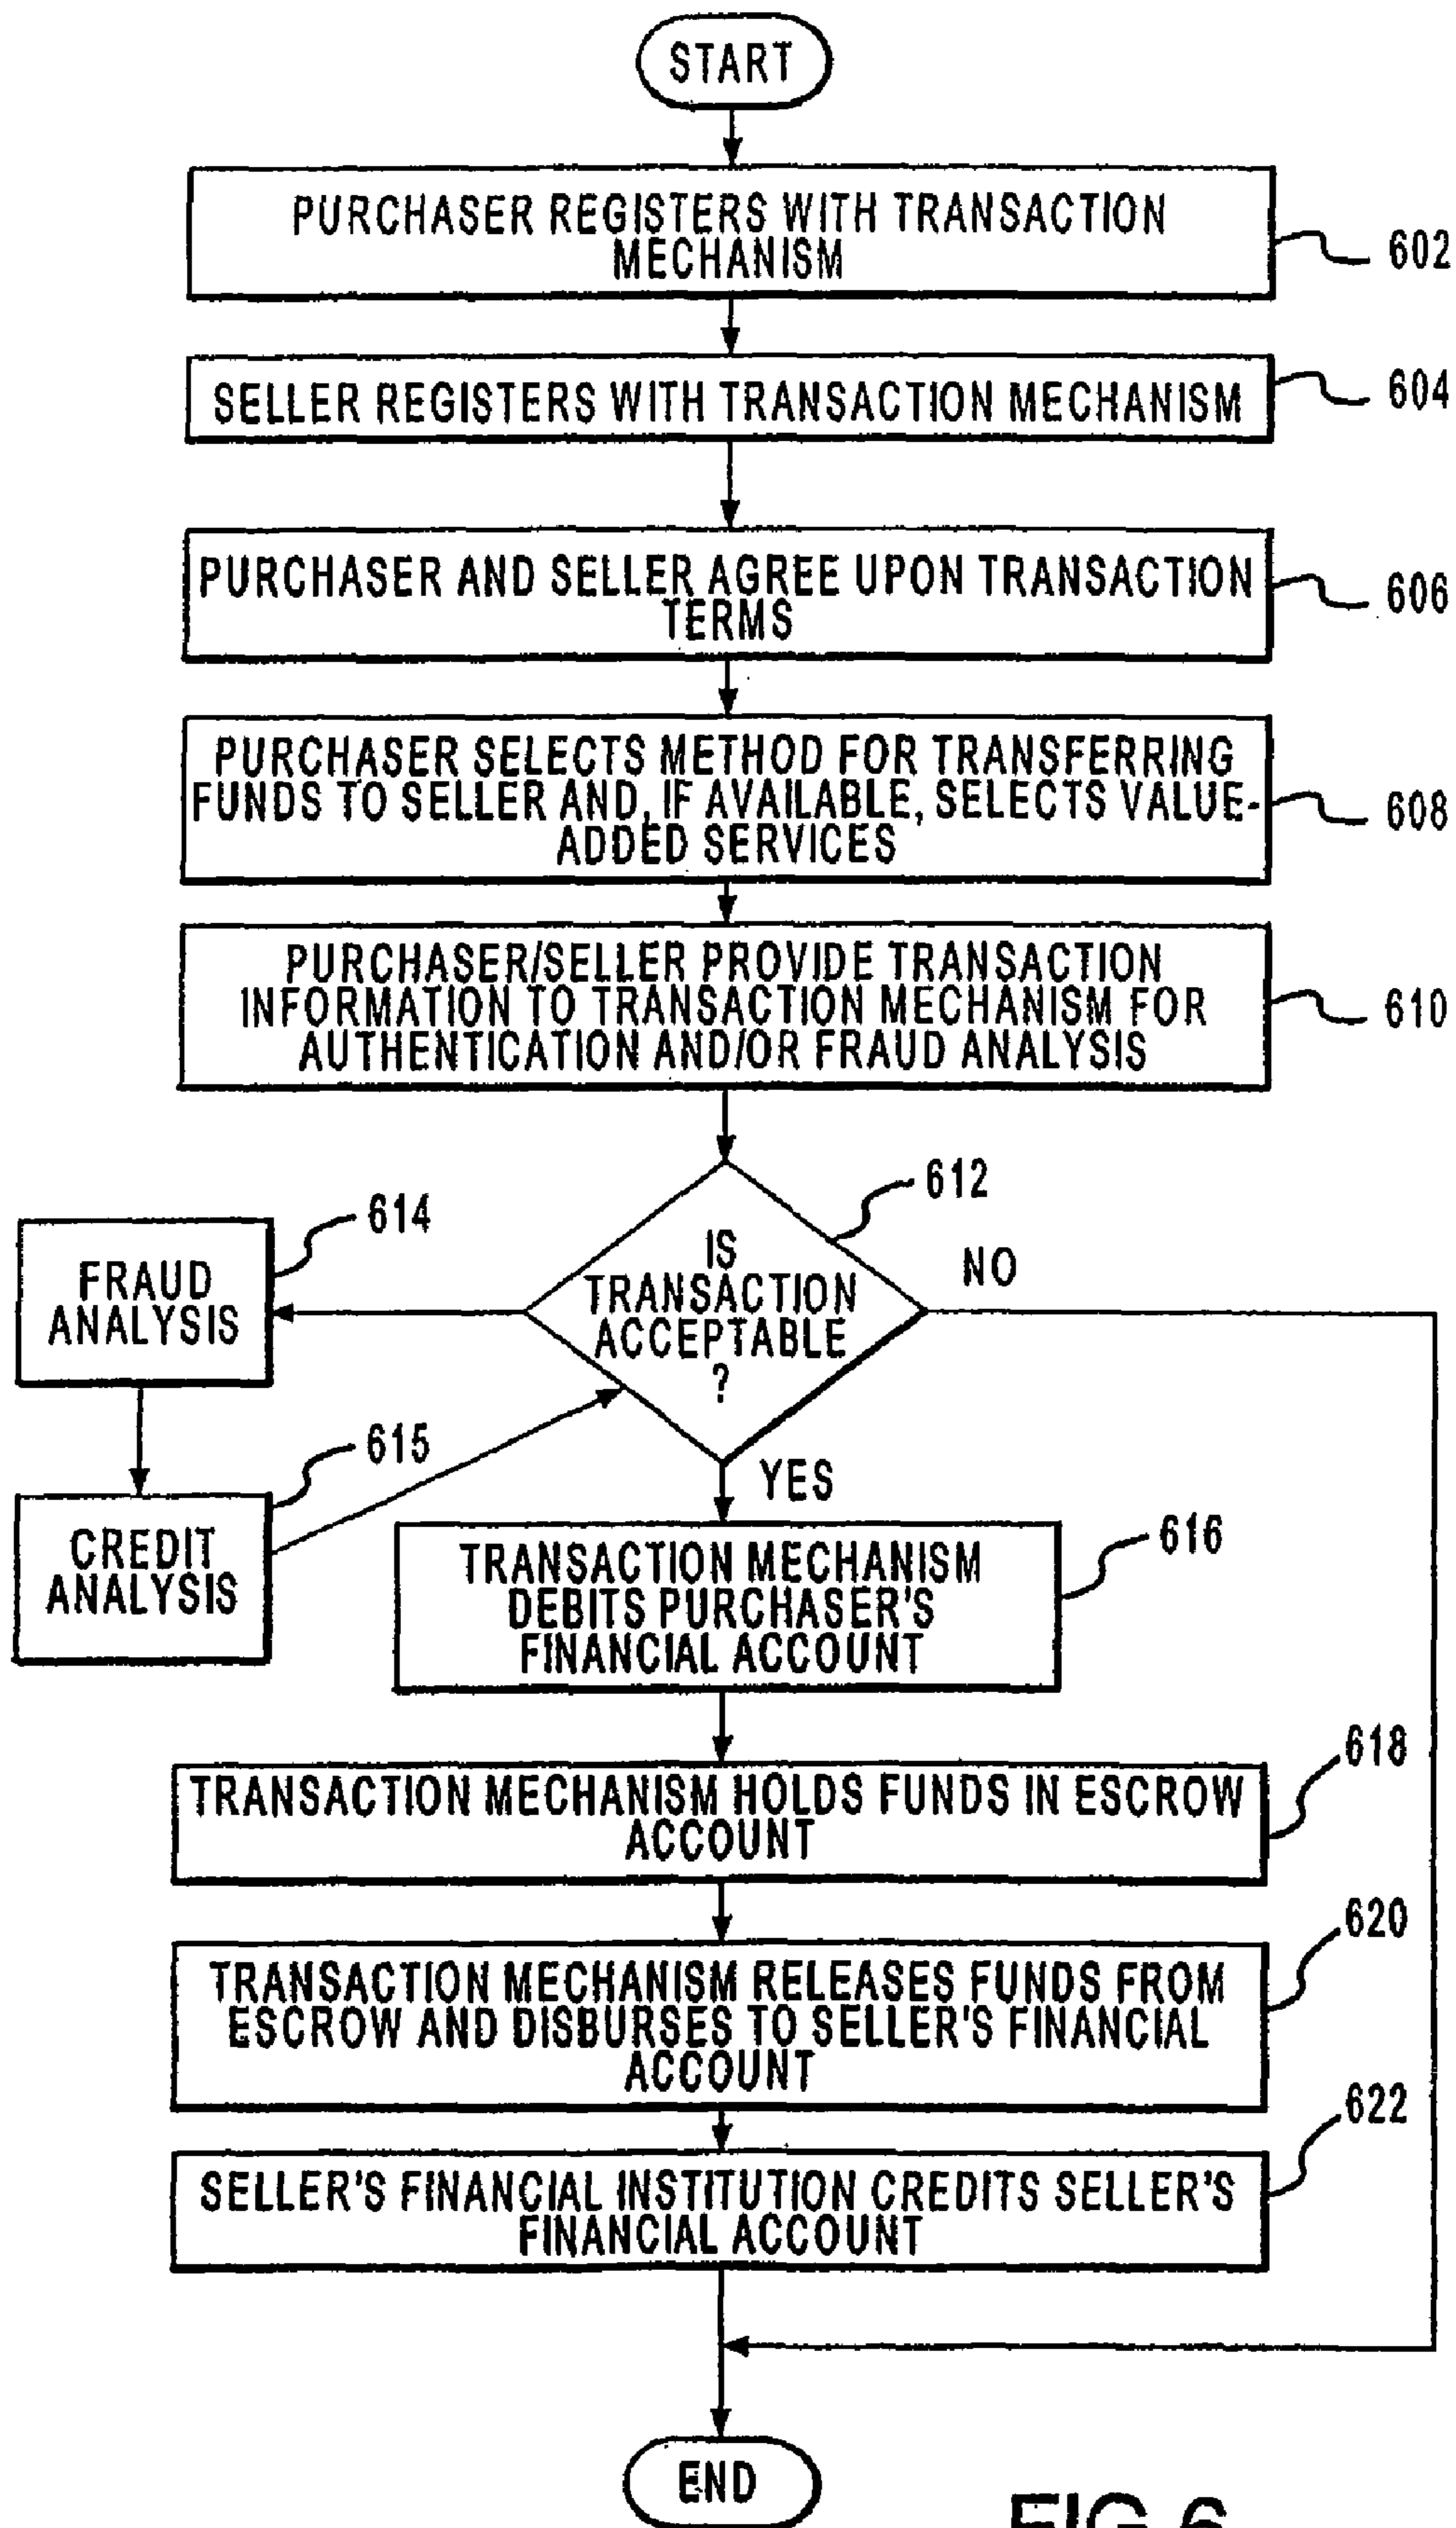 START
PURCHASER REGISTERS WITH TRANSACTION
MECHANISM
602
SELLER REGISTERS WITH TRANSACTION MECHANISM
604
PURCHASER AND SELLER AGREE UPON TRANSACTION
TERMS
606
PURCHASER SELECTS METHOD FOR TRANSFERRING
FUNDS TO SELLER AND, IF AVAILABLE, SELECTS VALUE-
ADDED SERVICES
608
PURCHASER/SELLER PROVIDE TRANSACTION
INFORMATION TO TRANSACTION MECHANISM FOR
AUTHENTICATION AND/OR FRAUD ANALYSIS
610
612
IS
TRANSACTION
ACCEPTABLE
?
NO
614
FRAUD
ANALYSIS
615
CREDIT
ANALYSIS
YES
616
TRANSACTION MECHANISM
DEBITS PURCHASER'S
FINANCIAL ACCOUNT
618
TRANSACTION MECHANISM HOLDS FUNDS IN ESCROW
ACCOUNT
620
TRANSACTION MECHANISM RELEASES FUNDS FROM
ESCROW AND DISBURSES TO SELLER'S FINANCIAL
ACCOUNT
622
SELLER'S FINANCIAL INSTITUTION CREDITS SELLER'S
FINANCIAL ACCOUNT
END
FIG.6